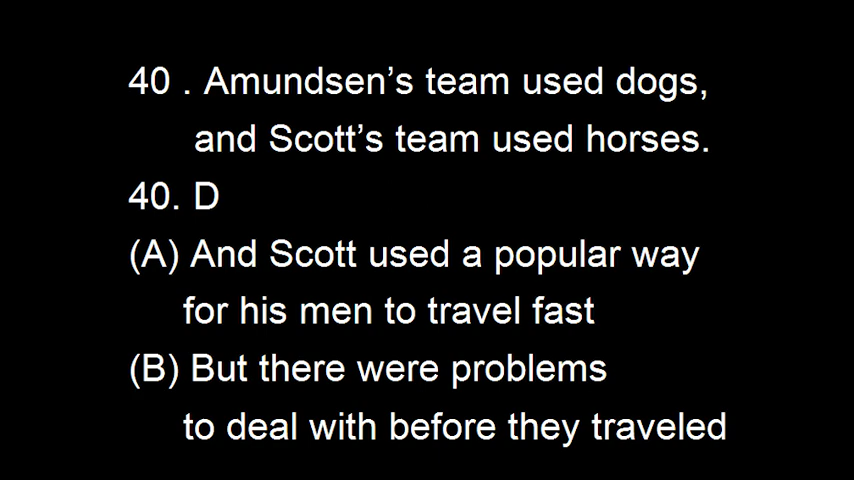 40 . Amundsen’s team used dogs,
and Scott’s team used horses.
40. D
(A) And Scott used a popular way
for his men to travel fast
(B) But there were problems
to deal with before they traveled